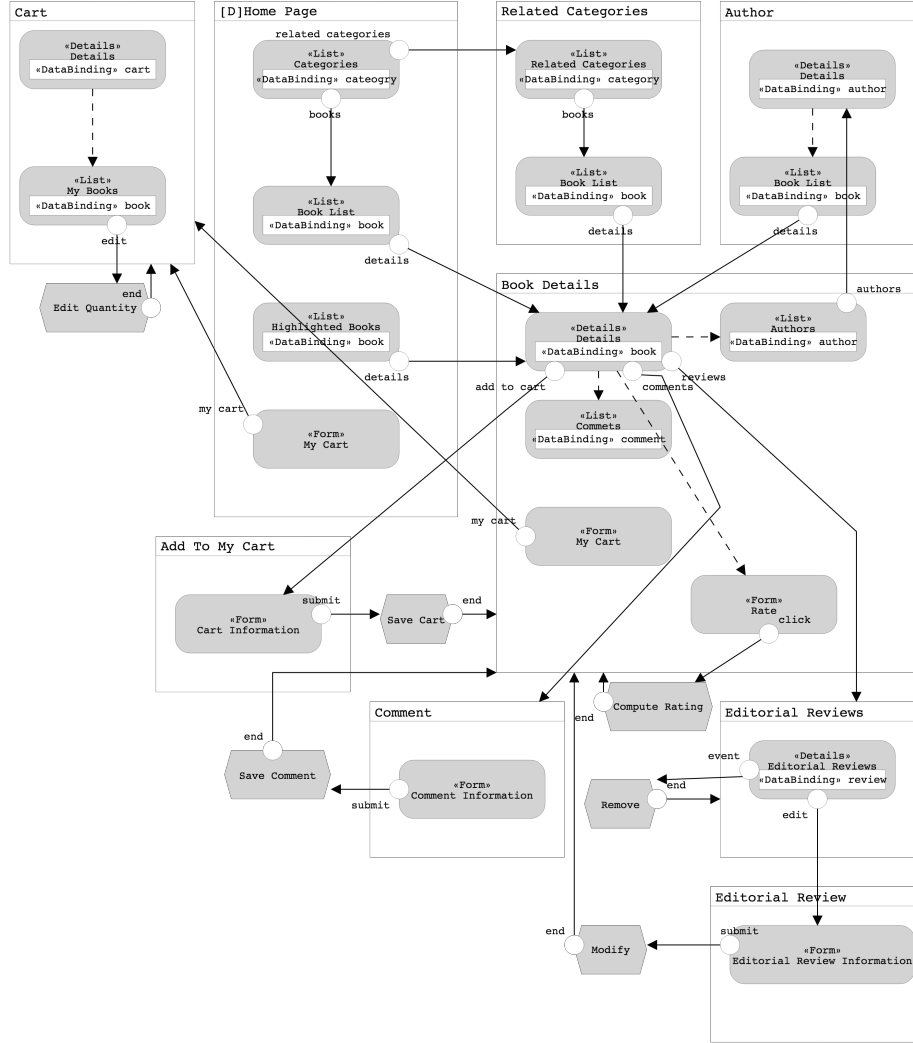 Cart
«Details»
Details
«DataBinding» cart
«List»
My Books
«DataBinding» book
edit
Edit Quantity
end
[D]Home Page
related categories
«List»
Categories
«DataBinding» cateogry
books
«List»
Book List
«DataBinding» book
details
«List»
Highlighted Books
«DataBinding» book
details
my cart
«Form»
My Cart
Related Categories
«List»
Related Categories
«DataBinding» category
books
«List»
Book List
«DataBinding» book
details
Author
«Details»
Details
«DataBinding» author
«List»
Book List
«DataBinding» book
details
Book Details
«Details»
Details
«DataBinding» book
add to cart
comments
reviews
authors
«List»
Authors
«DataBinding» author
«List»
Commets
«DataBinding» comment
my cart
«Form»
My Cart
«Form»
Rate
click
Add To My Cart
«Form»
Cart Information
submit
Save Cart
end
Compute Rating
end
Comment
«Form»
Comment Information
submit
Save Comment
end
Editorial Reviews
event
«Details»
Editorial Reviews
«DataBinding» review
edit
Remove
end
Editorial Review
submit
«Form»
Editorial Review Information
Modify
end